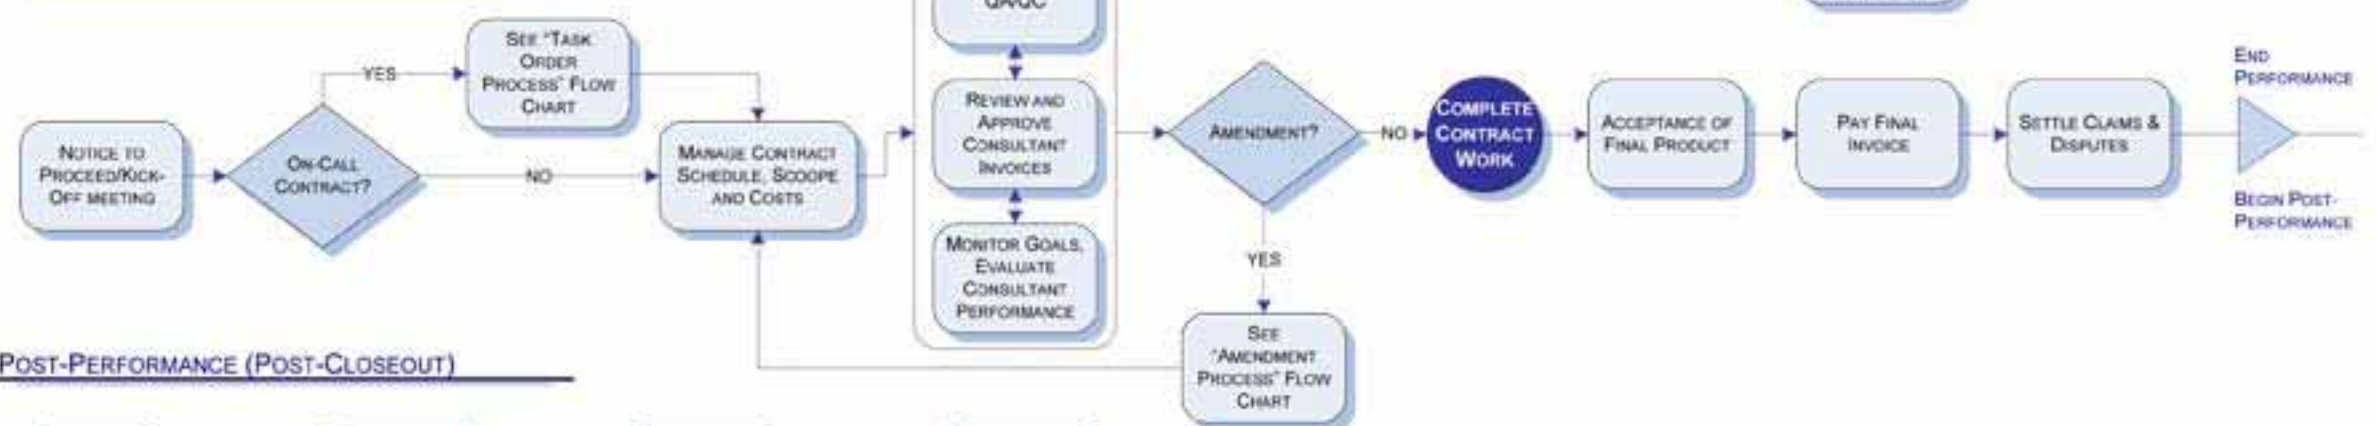 QA/QC
SEE "TASK
ORDER
PROCESS" FLOW
CHART
YES
NOTICE TO
PROCEED/KICK-
OFF MEETING
ON-CALL
CONTRACT?
NO
MANAGE CONTRACT
SCHEDULE, SCOOPE
AND COSTS
REVIEW AND
APPROVE
CONSULTANT
INVOICES
MONITOR GOALS,
EVALUATE
CONSULTANT
PERFORMANCE
AMENDMENT?
NO
YES
SEE
"AMENDMENT
PROCESS" FLOW
CHART
COMPLETE
CONTRACT
WORK
ACCEPTANCE OF
FINAL PRODUCT
PAY FINAL
INVOICE
SETTLE CLAIMS &
DISPUTES
END
PERFORMANCE
BEGIN POST-
PERFORMANCE
POST-PERFORMANCE (POST-CLOSEOUT)